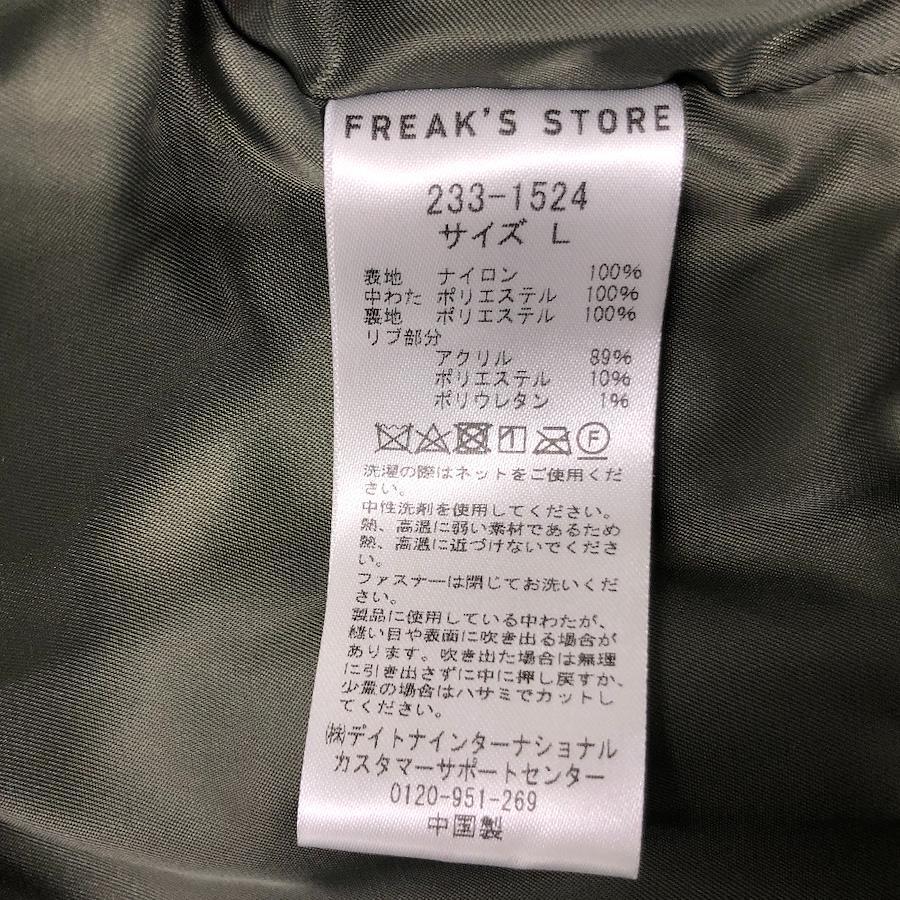 FREAK'S STORE
233-1524
サイズ L
表地 ナイロン 100%
中わた ポリエステル 100%
裏地 ポリエステル 100%
リブ部分
アクリル 89%
ポリエステル 10%
ポリウレタン 1%
F
洗濯の際はネットをご使用くだ
さい。
中性洗剤を使用してください。
熱、高温に弱い素材であるため
熱、高温に近づけないでくださ
い。
ファスナーは閉じてお洗いくだ
さい。
製品に使用している中わたが、
縫い目や表面に吹き出る場合が
あります。吹き出た場合は無理
に引き出さずに中に押し戻すか、
少量の場合はハサミでカットし
てください。
㈱デイトナインターナショナル
カスタマーサポートセンター
0120-951-269
中国製